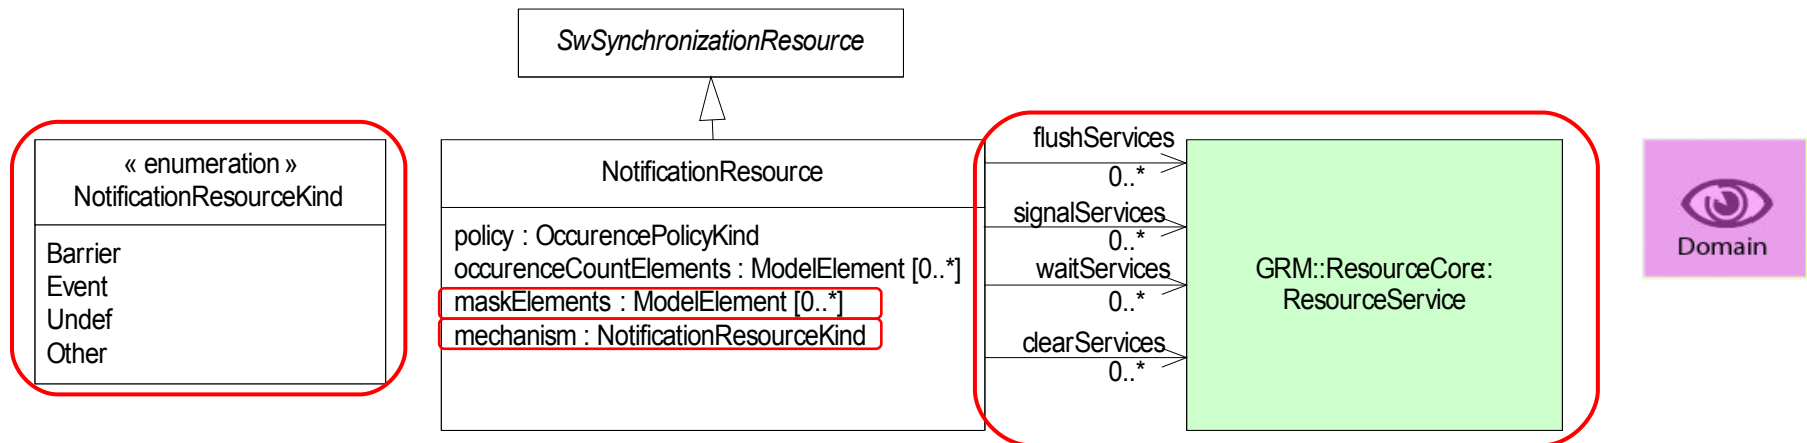 SwSynchronizationResource
« enumeration »
NotificationResourceKind
Barrier
Event
Undef
Other
NotificationResource
policy : OccurencePolicyKind
occurenceCountElements : ModelElement [0..*]
maskElements : ModelElement [0..*]
mechanism : NotificationResourceKind
flushServices
0..*
signalServices
0..*
waitServices
0..*
clearServices
0..*
GRM::ResourceCore::
ResourceService
Domain